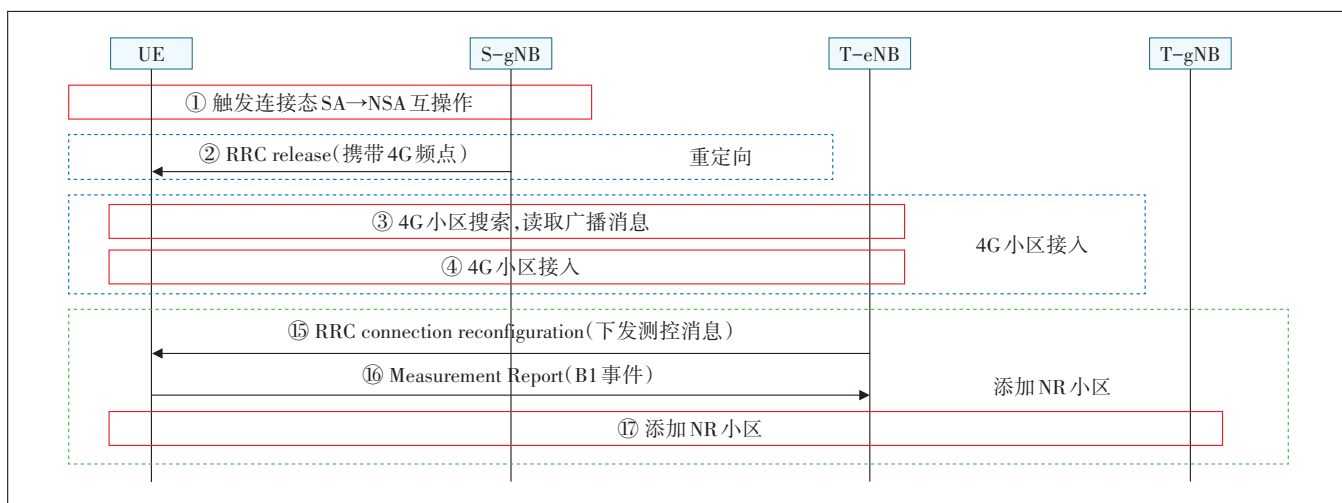 UE S-gNB T-eNB T-gNB
① 触发连接态SA→NSA互操作
② RRC release(携带4G频点) 重定向
③ 4G小区搜索,读取广播消息
4G小区接入
④ 4G小区接入
⑮ RRC connection reconfiguration(下发测控消息)
⑯ Measurement Report(B1事件)
添加NR小区
⑰ 添加NR小区